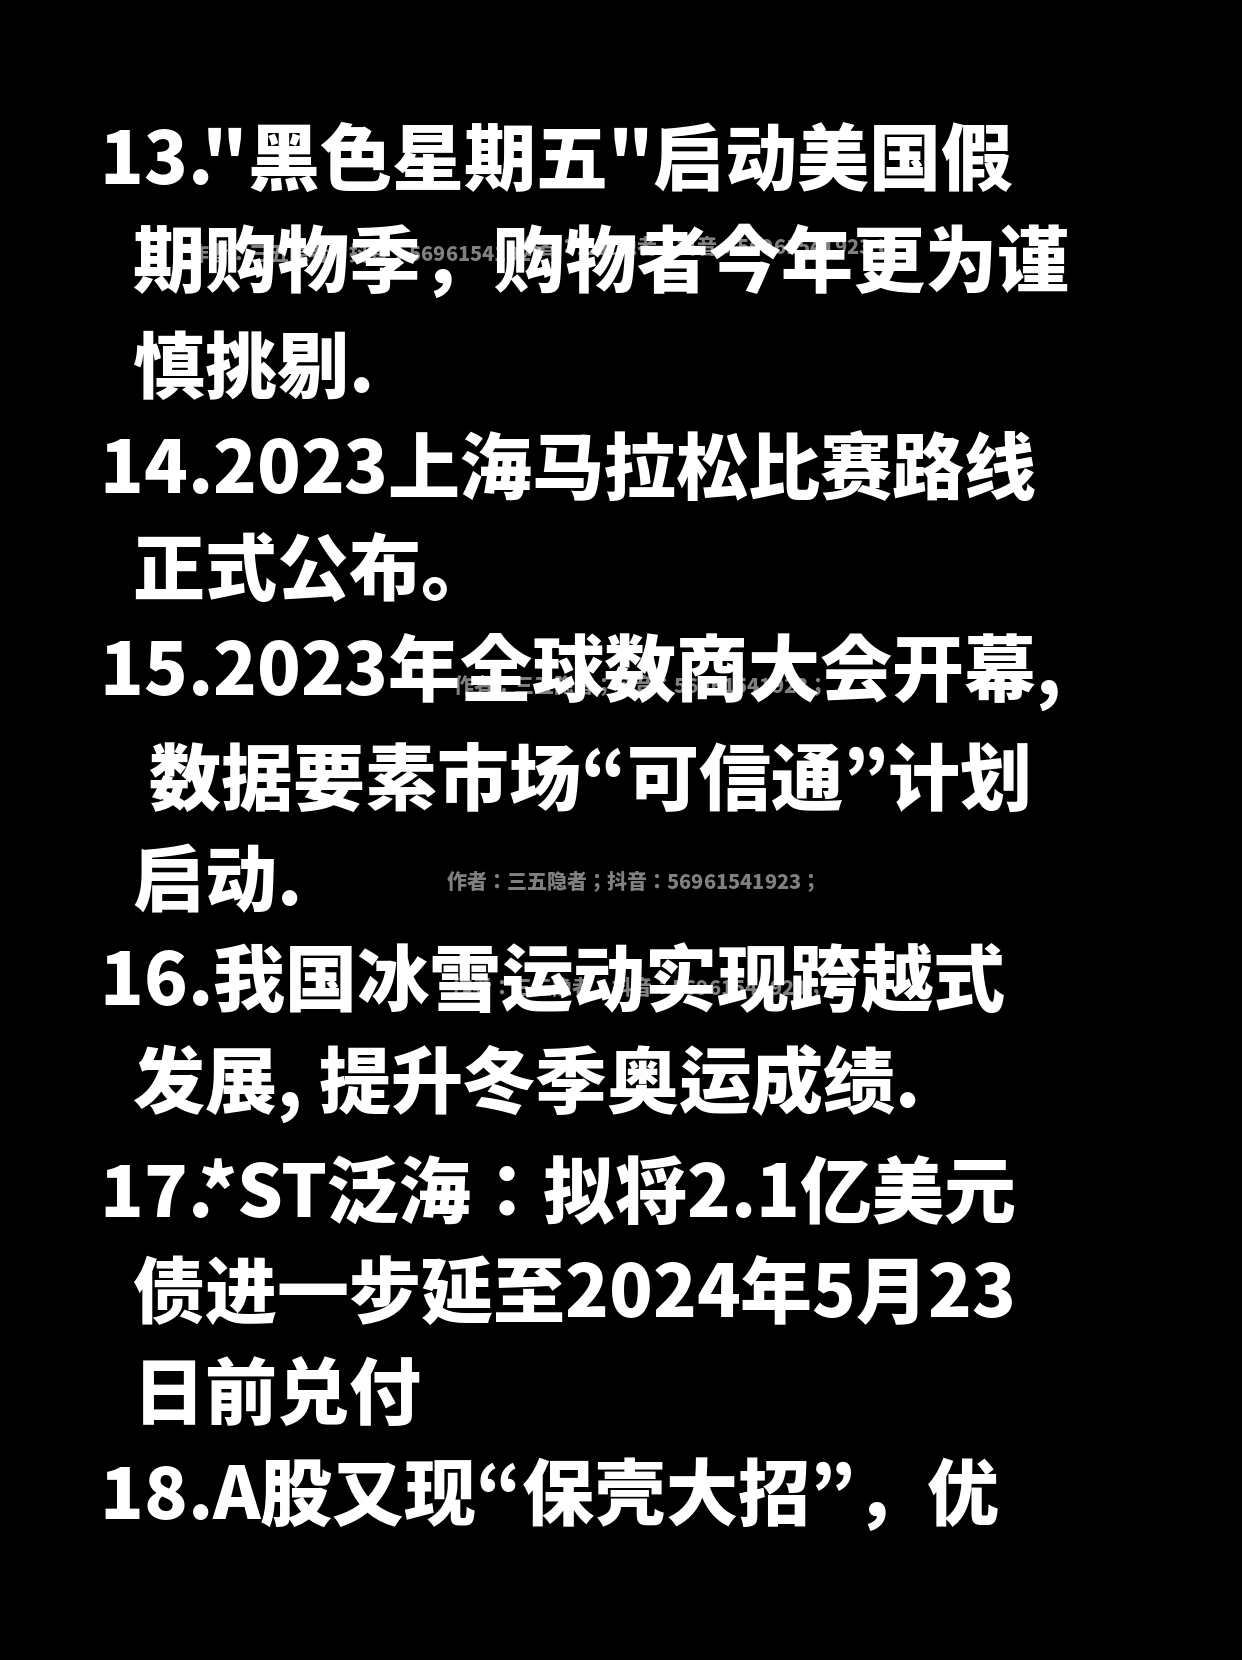 13."黑色星期五"启动美国假
期购物季，购物者今年更为谨
慎挑剔.
14.2023上海马拉松比赛路线
正式公布。
15.2023年全球数商大会开幕,
数据要素市场“可信通”计划
启动.
作者：三五隐者；抖音：56961541923；
16.我国冰雪运动实现跨越式
发展,提升冬季奥运成绩.
17.*ST泛海：拟将2.1亿美元
债进一步延至2024年5月23
日前兑付
18.A股又现“保壳大招”，优